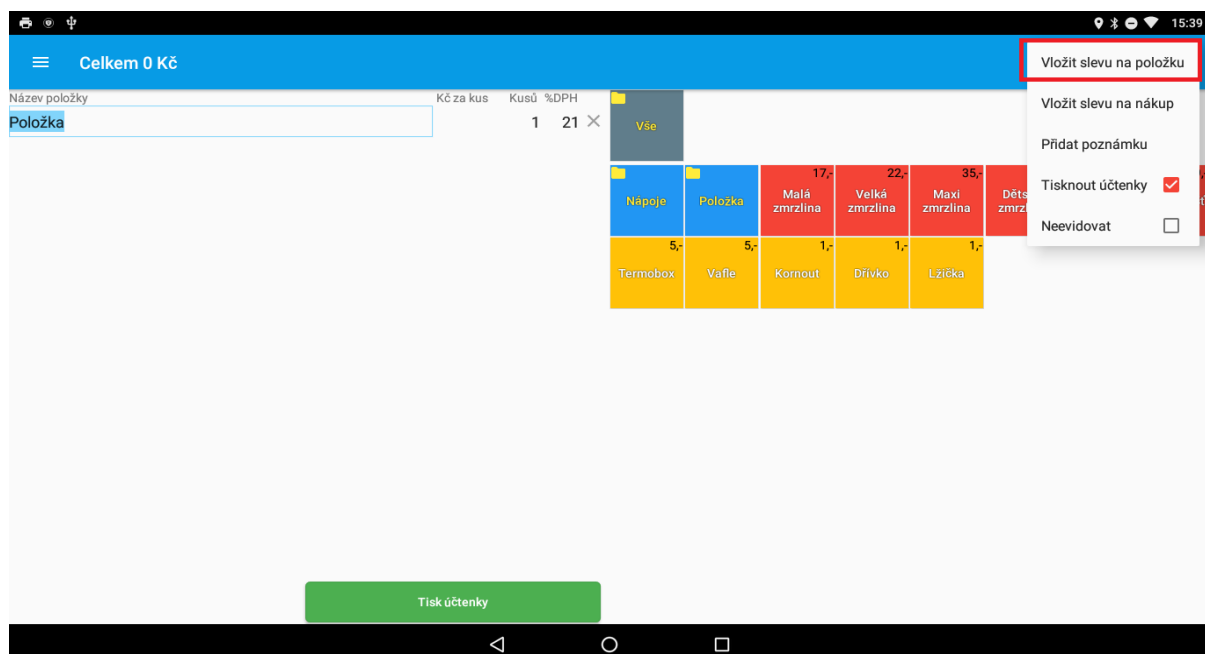 15:39
Celkem 0 Kč
Vložit slevu na položku
Vložit slevu na nákup
Přidat poznámku
Tisknout účtenky
Neevidovat
Název položky Kč za kus Kusů %DPH
Položka 1 21
Vše
Nápoje
Položka
17,-
Malá
zmrzlina
22,-
Velká
zmrzlina
35,-
Maxi
zmrzlina
5,-
Termobox
5,-
Vafle
1,-
Kornout
1,-
Dřívko
1,-
Lžička
Tisk účtenky